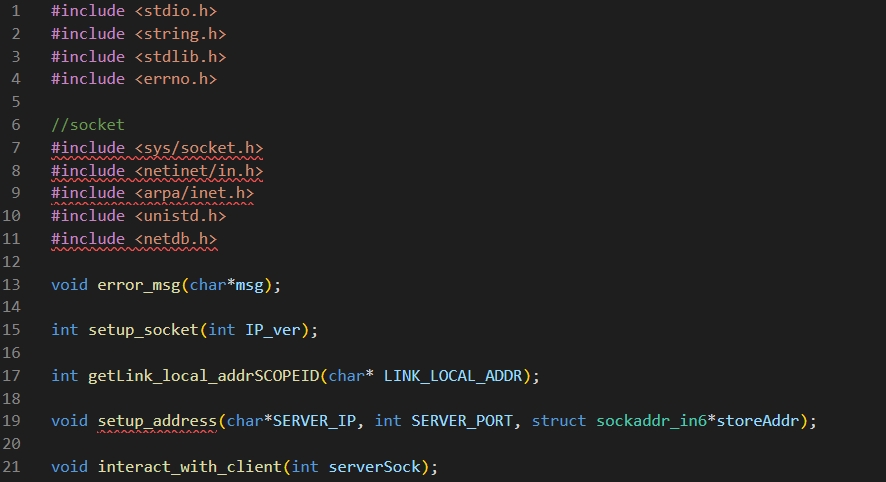 1 #include <stdio.h>
2 #include <string.h>
3 #include <stdlib.h>
4 #include <errno.h>
5
6 //socket
7 #include <sys/socket.h>
8 #include <netinet/in.h>
9 #include <arpa/inet.h>
10 #include <unistd.h>
11 #include <netdb.h>
12
13 void error_msg(char*msg);
14
15 int setup_socket(int IP_ver);
16
17 int getLink_local_addrSCOPEID(char* LINK_LOCAL_ADDR);
18
19 void setup_address(char*SERVER_IP, int SERVER_PORT, struct sockaddr_in6*storeAddr);
20
21 void interact_with_client(int serverSock);